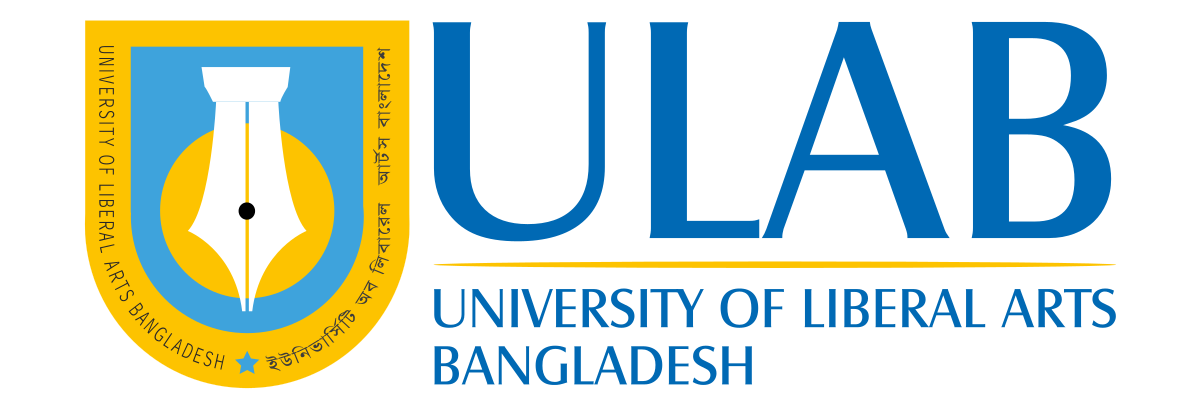 UNIVERSITY OF LIBERAL ARTS BANGLADESH
ইউনিভার্সিটি অব লিবারেল আর্টস বাংলাদেশ
ULAB
UNIVERSITY OF LIBERAL ARTS
BANGLADESH